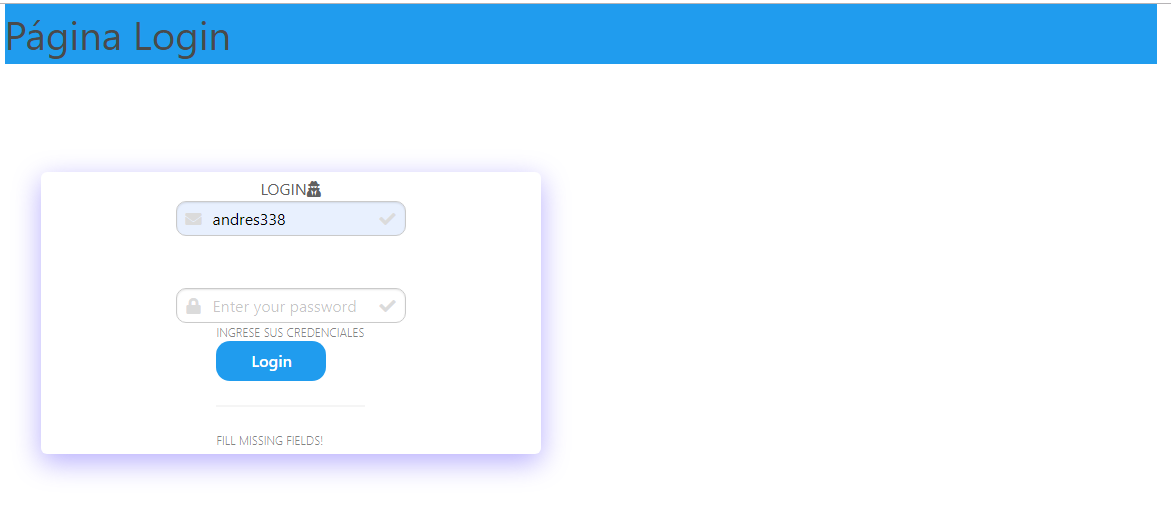 Página Login
LOGIN
andres338
Enter your password
INGRESE SUS CREDENCIALES
Login
FILL MISSING FIELDS!